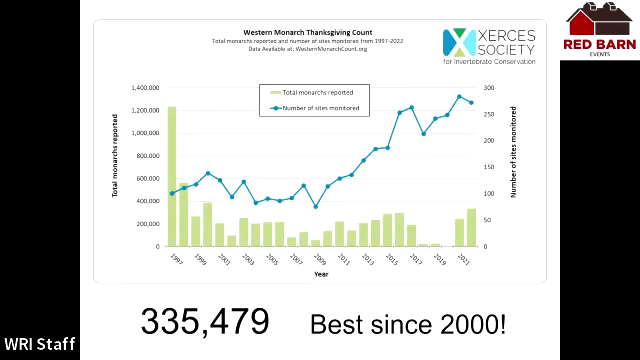 Western Monarch Thanksgiving Count
Total monarchs reported and number of sites monitored from 1997-2022
Data Available at: WesternMonarchCount.org
XERCES
SOCIETY
for Invertebrate Conservation
RED BARN
EVENTS
Total monarchs reported
Number of sites monitored
Total monarchs reported
1,400,000
1,200,000
1,000,000
800,000
600,000
400,000
200,000
0
300
250
200
150
100
50
0
Number of sites monitored
1997
1999
2001
2003
2005
2007
2009
2011
2013
2015
2017
2019
2021
Year
335,479 Best since 2000!
WRI Staff